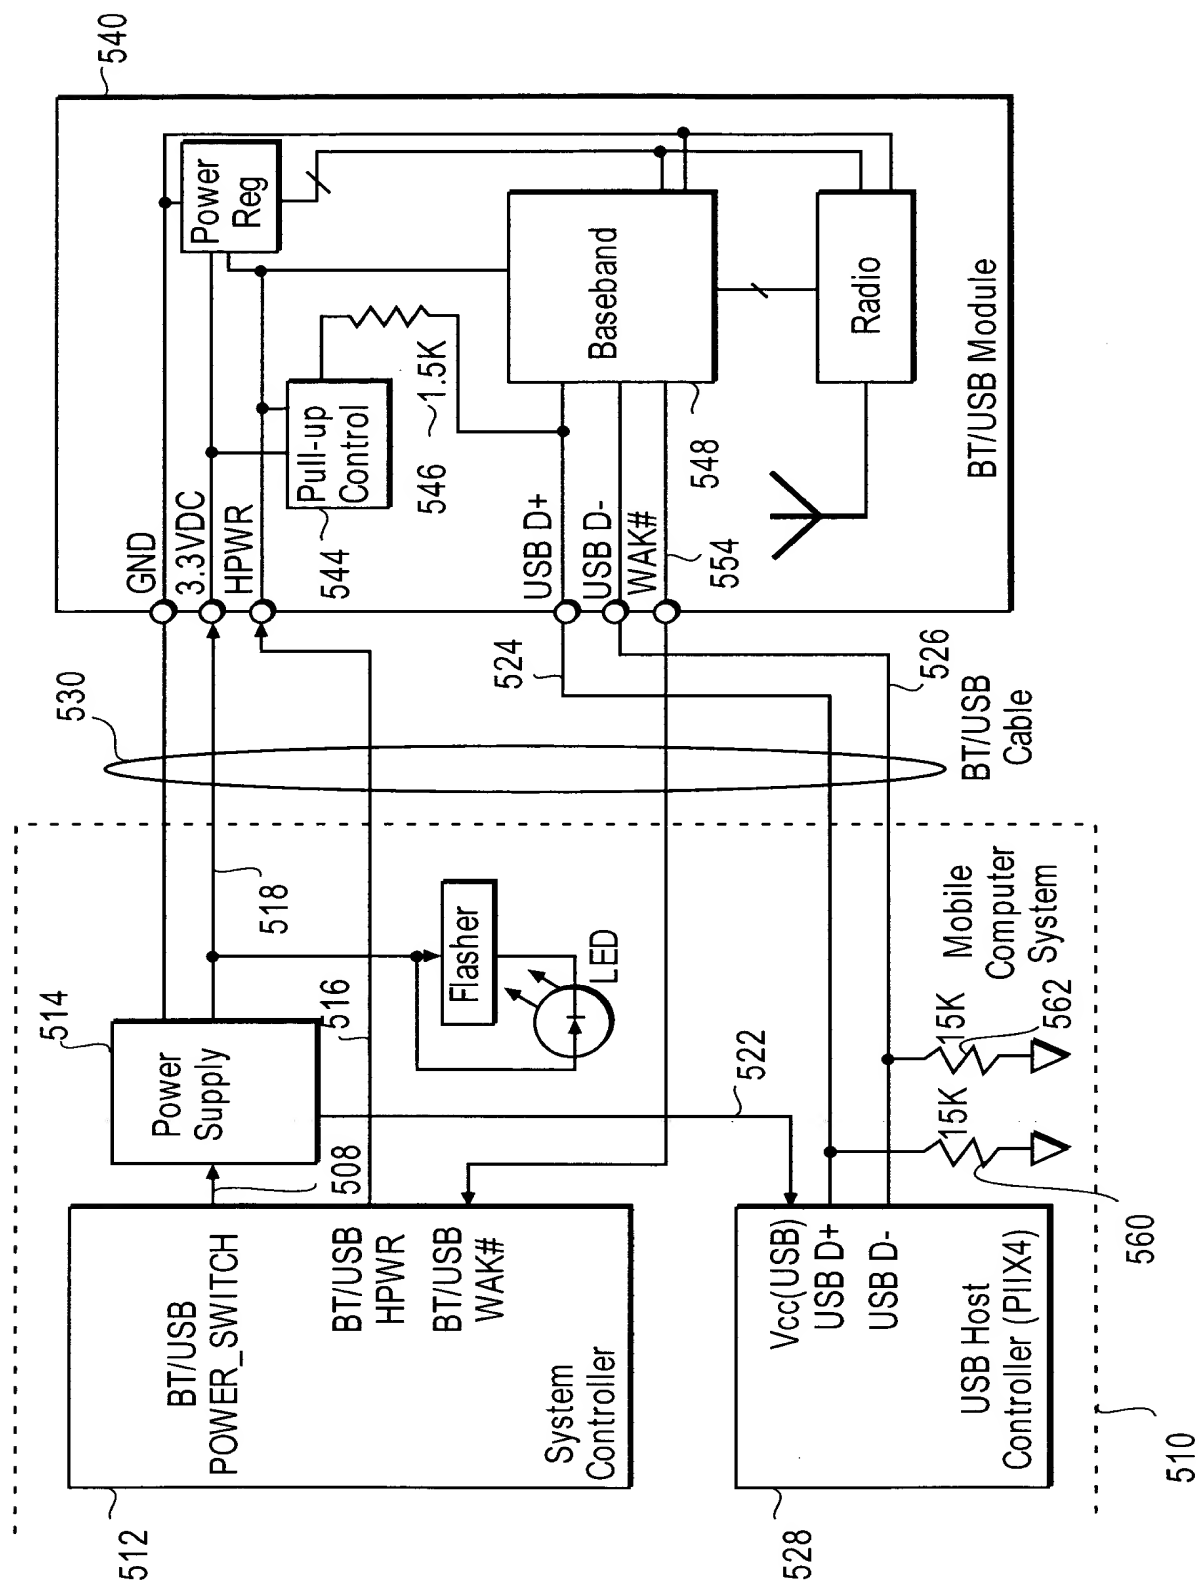 540
GND
3.3VDC
HPWR
Power
Reg
544
Pull-up
Control
546
1.5K
USB D+
USB D-
WAK#
554
Baseband
548
Radio
BT/USB Module
530
524
526
BT/USB
Cable
518
516
514
Power
Supply
508
Flasher
LED
522
Mobile
Computer
System
15K
562
15K
560
BT/USB
POWER_SWITCH
BT/USB
HPWR
BT/USB
WAK#
System
Controller
512
Vcc(USB)
USB D+
USB D-
USB Host
Controller (PIIX4)
528
510